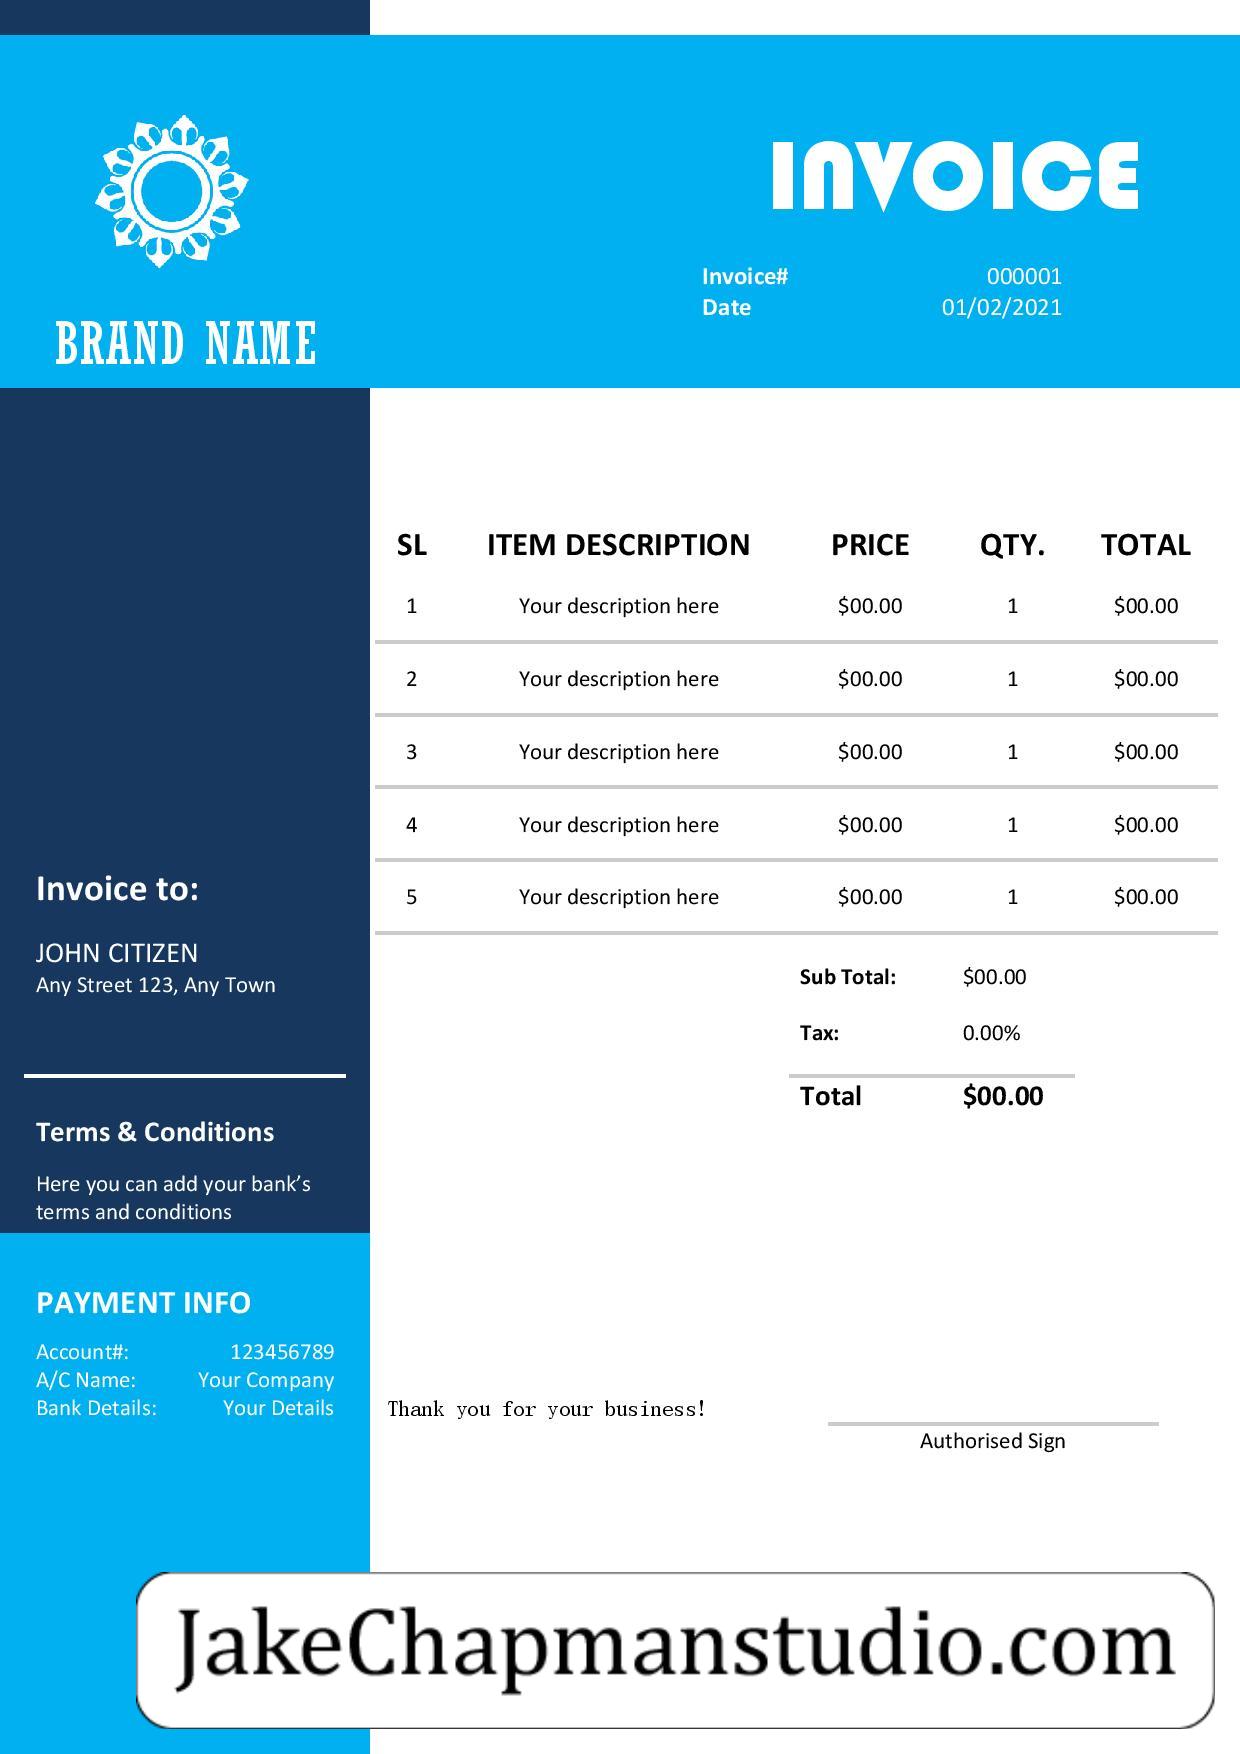 INVOICE
Invoice# 000001
Date 01/02/2021
BRAND NAME
SL ITEM DESCRIPTION PRICE QTY. TOTAL
1 Your description here $00.00 1 $00.00
2 Your description here $00.00 1 $00.00
3 Your description here $00.00 1 $00.00
4 Your description here $00.00 1 $00.00
5 Your description here $00.00 1 $00.00
Sub Total: $00.00
Tax: 0.00%
Total $00.00
Invoice to:
JOHN CITIZEN
Any Street 123, Any Town
Terms & Conditions
Here you can add your bank’s
terms and conditions
PAYMENT INFO
Account#: 123456789
A/C Name: Your Company
Bank Details: Your Details
Thank you for your business!
Authorised Sign
JakeChapmanstudio.com